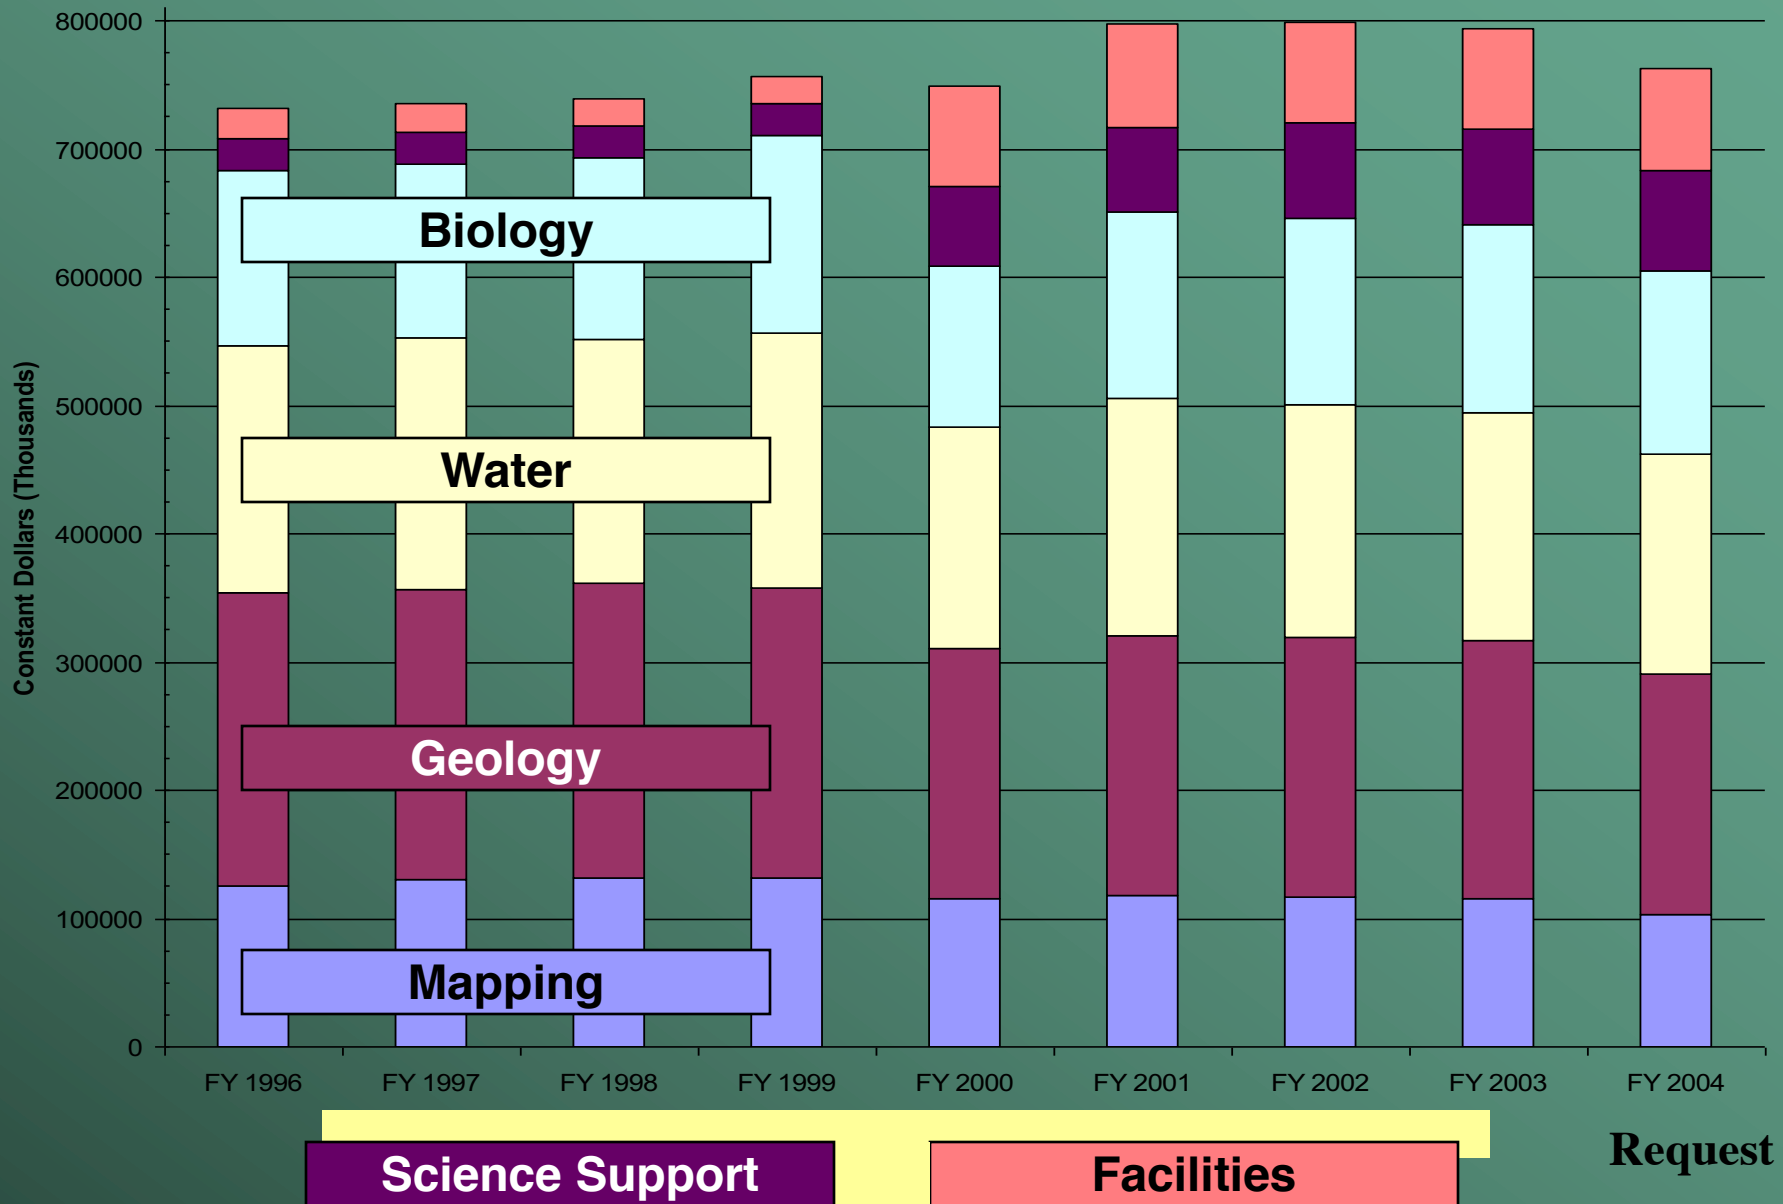 800000
700000
600000
500000
400000
300000
200000
100000
0
Constant Dollars (Thousands)
Biology
Water
Geology
Mapping
FY 1996 FY 1997 FY 1998 FY 1999 FY 2000 FY 2001 FY 2002 FY 2003 FY 2004
Request
Science Support
Facilities